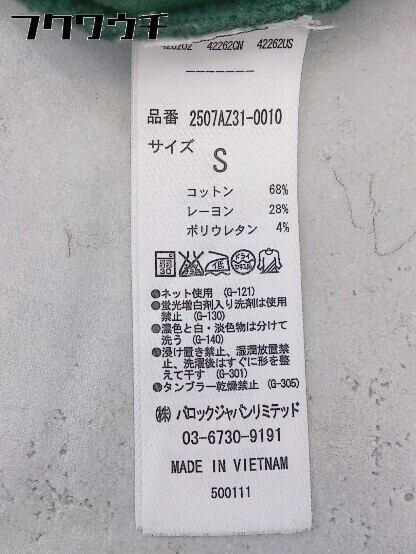 フクワウチ
42262CN 42262US
-------
品番 2507AZ31-0010
サイズ
S
コットン 68%
レーヨン 28%
ポリウレタン 4%
●ネット使用 (G-121)
●蛍光増白剤入り洗剤は使用
禁止 (G-130)
●濃色と白・淡色物は分けて
洗う (G-140)
●浸け置き禁止、湿潤放置禁
止、洗濯後はすぐに形を整
えて干す (G-301)
●タンブラー乾燥禁止 (G-305)
㈱ バロックジャパンリミテッド
03-6730-9191
MADE IN VIETNAM
500111